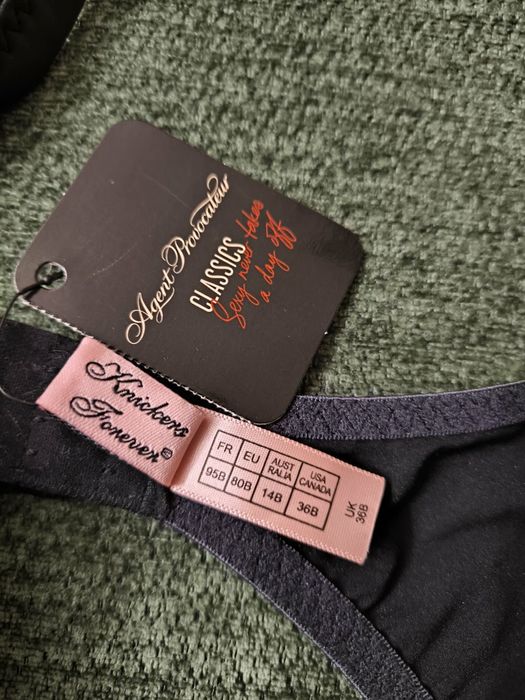 Agent Provocateur
CLASSICS
Sexy never takes
a day off
Knickers
Forever©
FR EU AUST RALIA USA CANADA
95B 80B 14B 36B
UK 36B